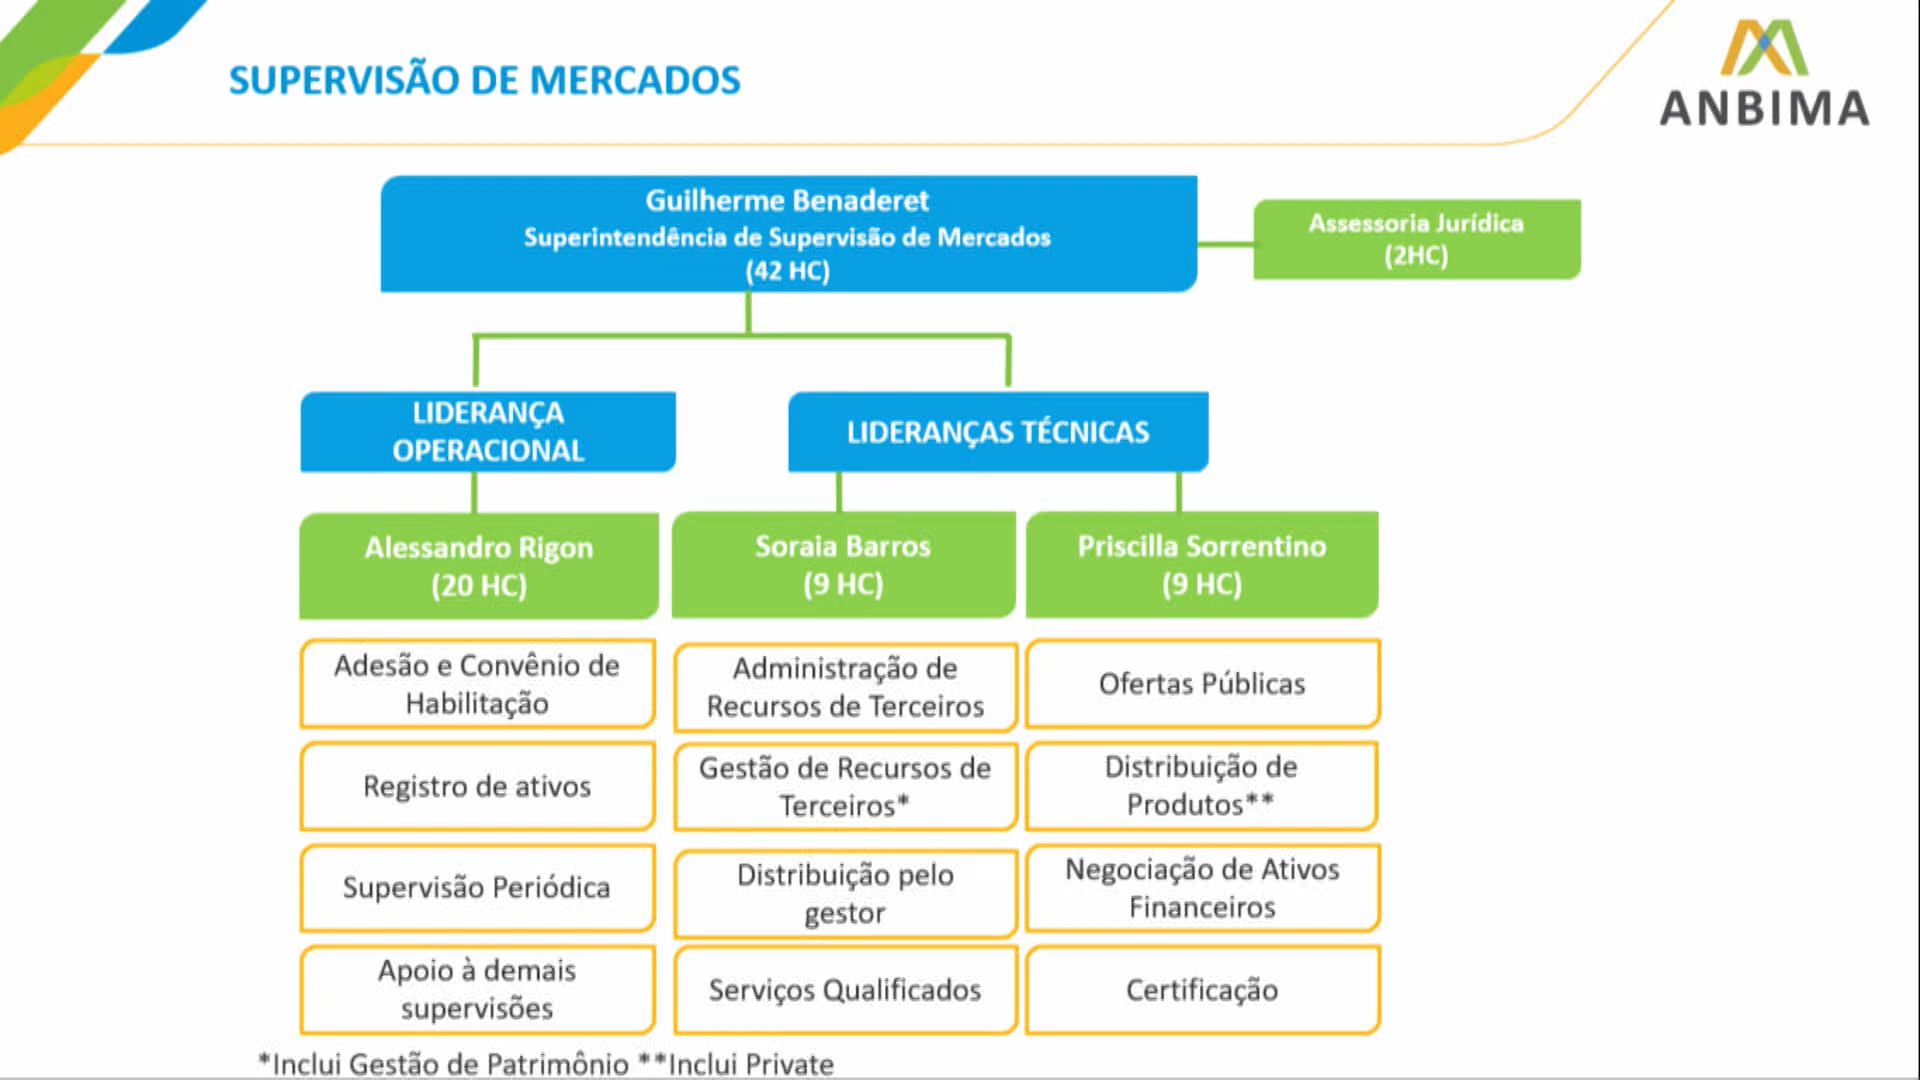 SUPERVISÃO DE MERCADOS
ANBIMA
Guilherme Benaderet
Superintendência de Supervisão de Mercados
(42 HC)
Assessoria Jurídica
(2HC)
LIDERANÇA
OPERACIONAL
LIDERANÇAS TÉCNICAS
Alessandro Rigon
(20 HC)
Soraia Barros
(9 HC)
Priscilla Sorrentino
(9 HC)
Adesão e Convênio de
Habilitação
Administração de
Recursos de Terceiros
Ofertas Públicas
Registro de ativos
Gestão de Recursos de
Terceiros*
Distribuição de
Produtos**
Supervisão Periódica
Distribuição pelo
gestor
Negociação de Ativos
Financeiros
Apoio à demais
supervisões
Serviços Qualificados
Certificação
*Inclui Gestão de Patrimônio **Inclui Private